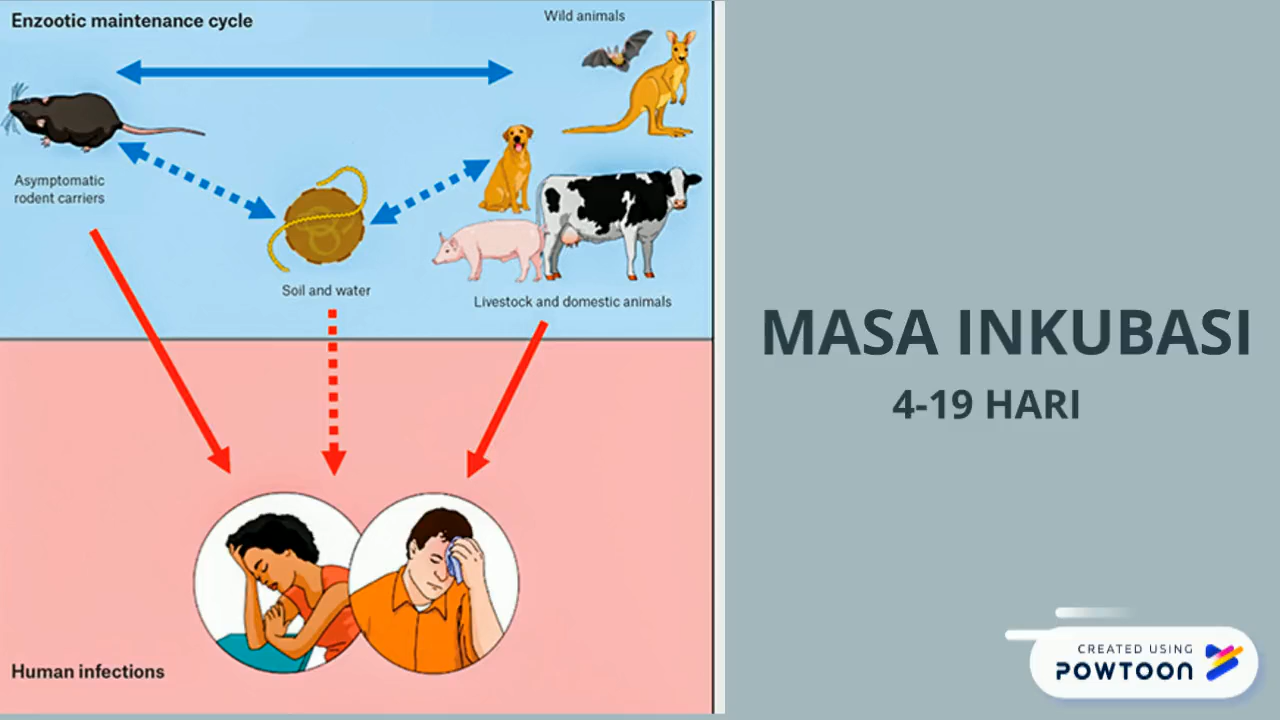 Enzootic maintenance cycle
Wild animals
Asymptomatic
rodent carriers
Soil and water
Livestock and domestic animals
Human infections
MASA INKUBASI
4-19 HARI
CREATED USING
POWTOON